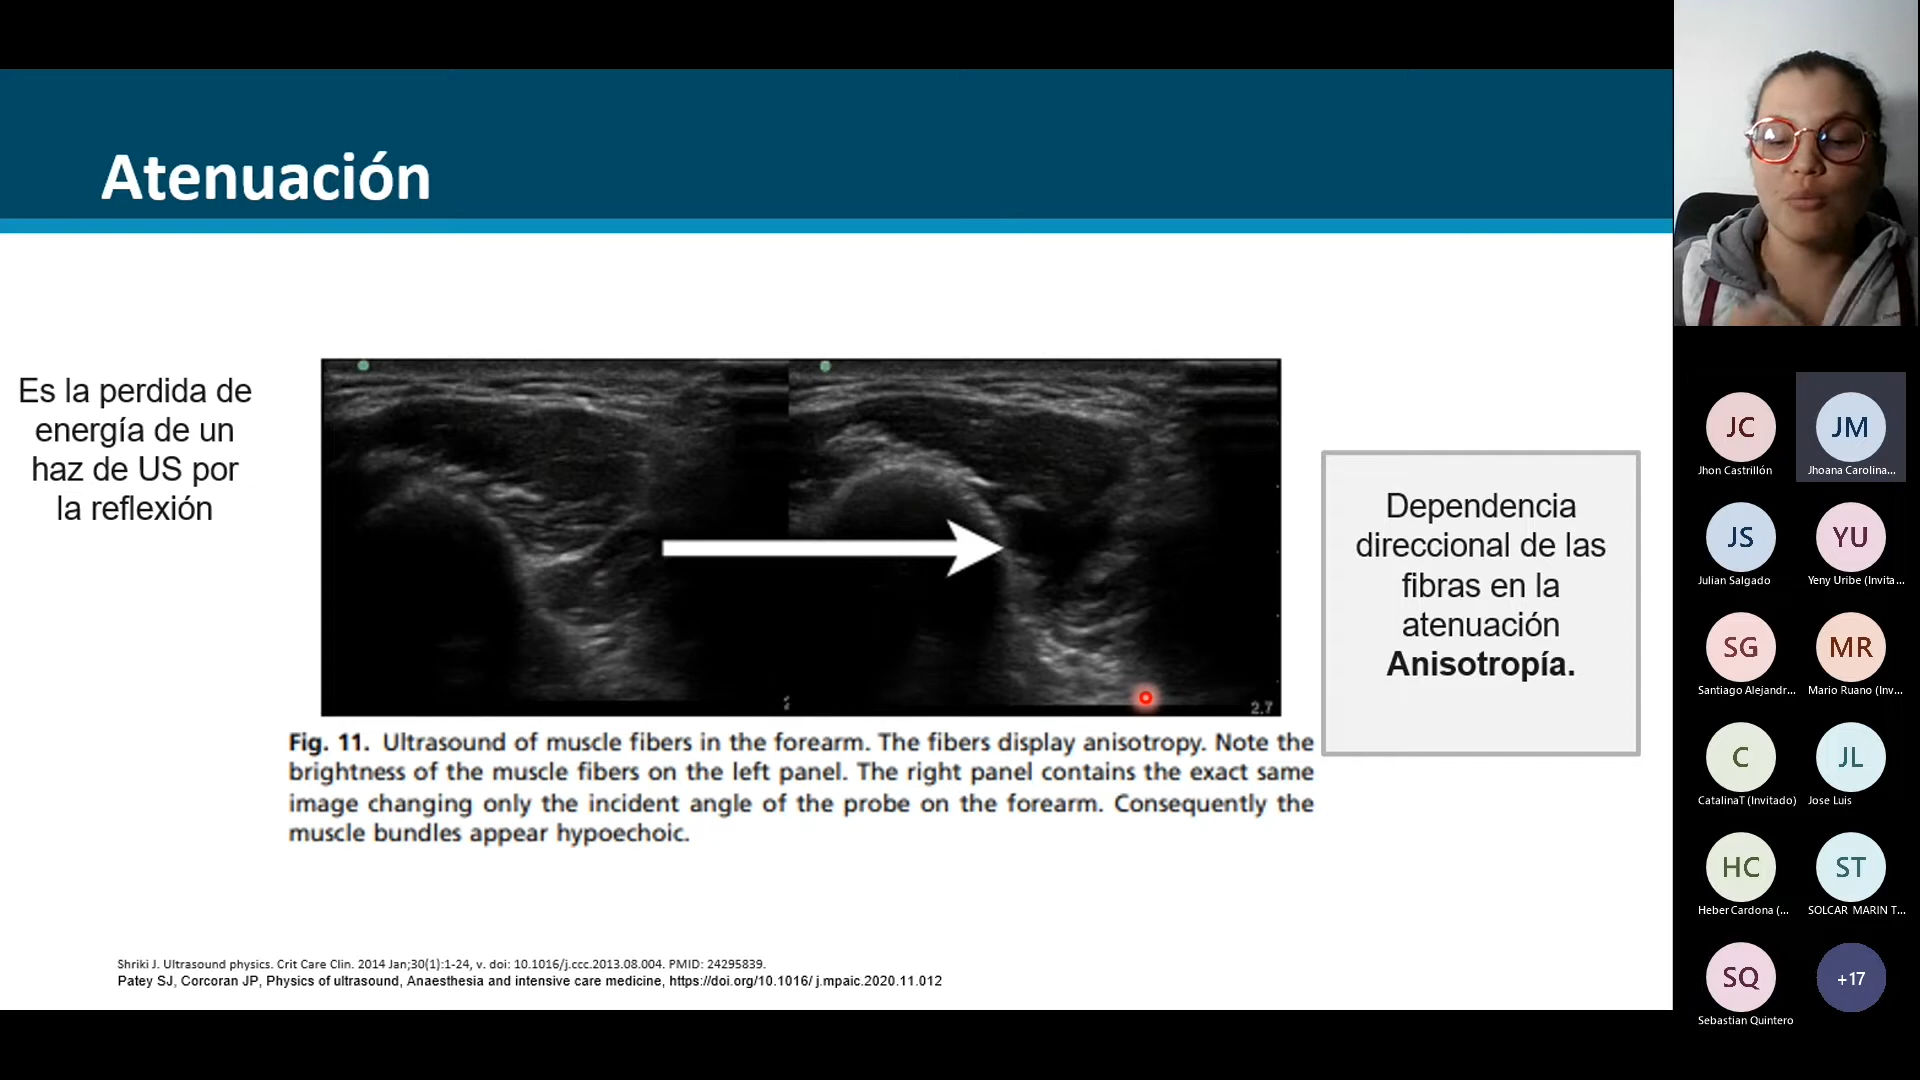 Atenuación
Es la perdida de
energía de un
haz de US por
la reflexión
2.7
Dependencia
direccional de las
fibras en la
atenuación
Anisotropía.
Fig. 11. Ultrasound of muscle fibers in the forearm. The fibers display anisotropy. Note the
brightness of the muscle fibers on the left panel. The right panel contains the exact same
image changing only the incident angle of the probe on the forearm. Consequently the
muscle bundles appear hypoechoic.
Shriki J. Ultrasound physics. Crit Care Clin. 2014 Jan;30(1):1-24, v. doi: 10.1016/j.ccc.2013.08.004. PMID: 24295839.
Patey SJ, Corcoran JP, Physics of ultrasound, Anaesthesia and intensive care medicine, https://doi.org/10.1016/ j.mpaic.2020.11.012
JC
Jhon Castrillón
JM
Jhoana Carolina...
JS
Julian Salgado
YU
Yeny Uribe (Invita...
SG
Santiago Alejandr...
MR
Mario Ruano (Inv...
C
CatalinaT (Invitado)
JL
Jose Luis
HC
Heber Cardona (...
ST
SOLCAR MARIN T...
SQ
Sebastian Quintero
+17